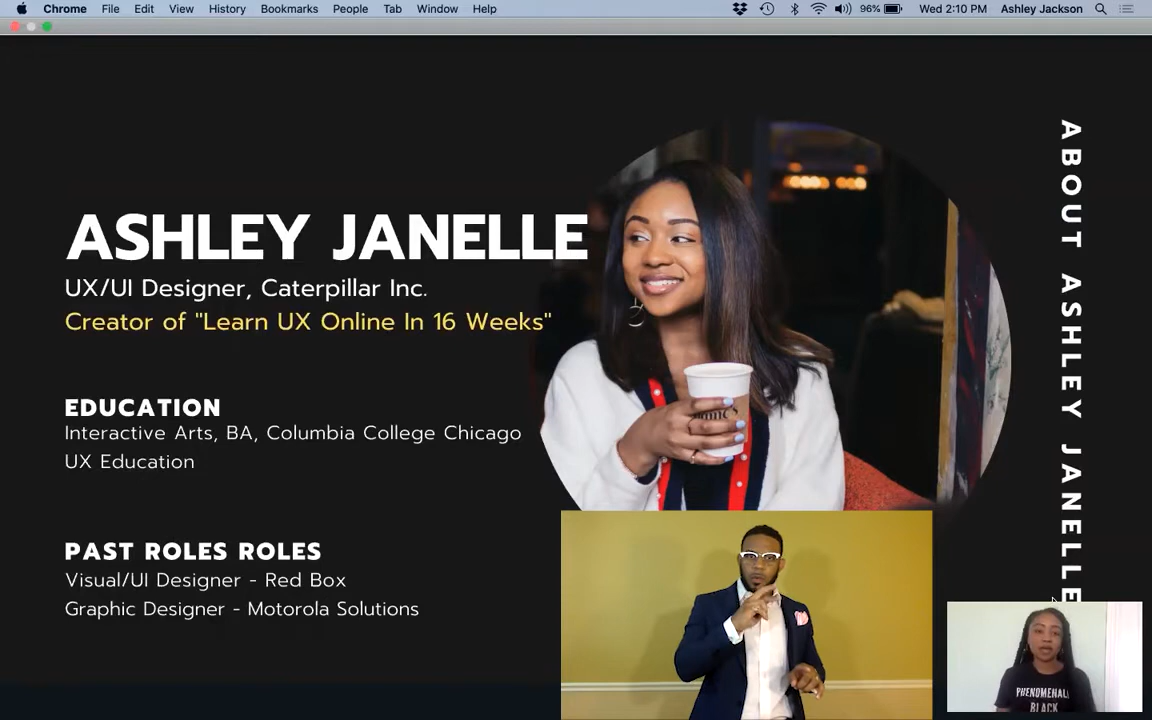 Chrome File Edit View History Bookmarks People Tab Window Help 96% Wed 2:10 PM Ashley Jackson
ASHLEY JANELLE
UX/UI Designer, Caterpillar Inc.
Creator of "Learn UX Online In 16 Weeks"
EDUCATION
Interactive Arts, BA, Columbia College Chicago
UX Education
PAST ROLES ROLES
Visual/UI Designer - Red Box
Graphic Designer - Motorola Solutions
ABOUT ASHLEY JANELLE
PHENOMENALLY
BLACK